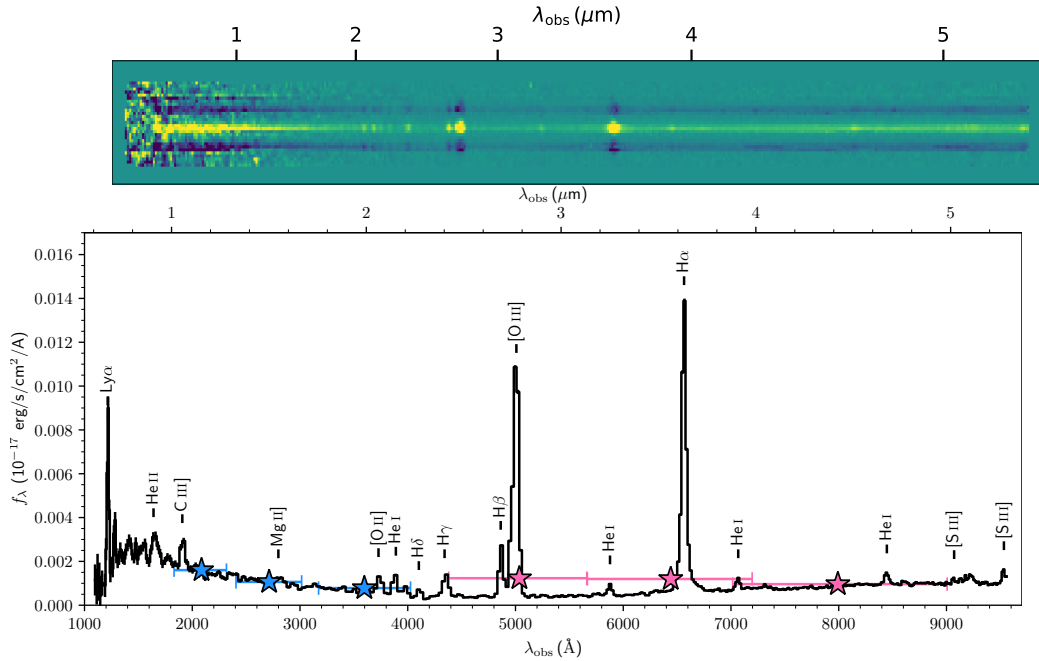 λobs (μm)
1 2 3 4 5
λobs (μm)
1 2 3 4 5
0.016
0.014
0.012
0.010
0.008
0.006
0.004
0.002
0.000
fλ (10⁻¹⁷ erg/s/cm²/A)
Lyα
He II
C III]
Mg II]
[O II]
He I
Hδ
Hγ
Hβ
[O III]
He I
Hα
He I
He I
[S III]
[S III]
1000 2000 3000 4000 5000 6000 7000 8000 9000
λobs (Å)